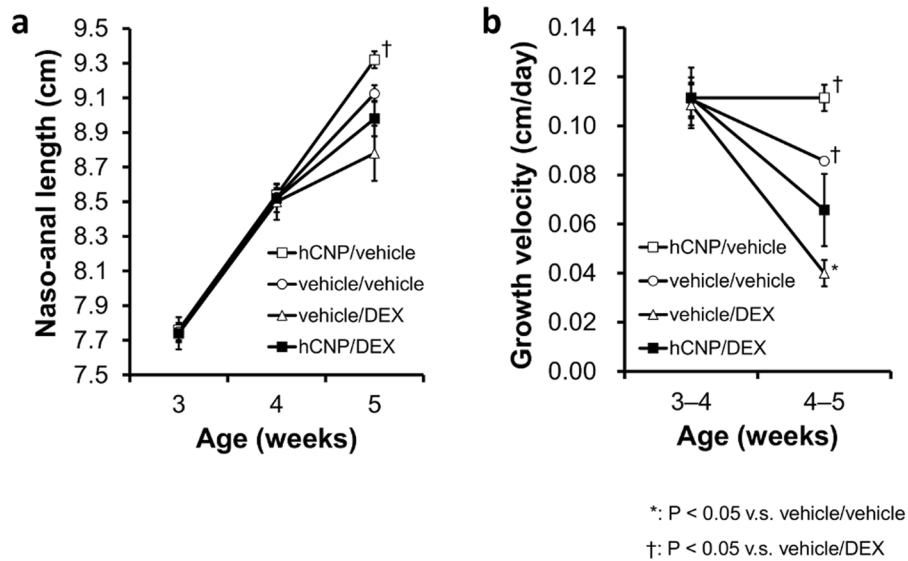 a
Naso-anal length (cm)
9.5
9.3
9.1
8.9
8.7
8.5
8.3
8.1
7.9
7.7
7.5
†
hCNP/vehicle
vehicle/vehicle
vehicle/DEX
hCNP/DEX
3 4 5
Age (weeks)
b
Growth velocity (cm/day)
0.14
0.12
0.10
0.08
0.06
0.04
0.02
0.00
†
†
*
hCNP/vehicle
vehicle/vehicle
vehicle/DEX
hCNP/DEX
3–4 4–5
Age (weeks)
*: P < 0.05 v.s. vehicle/vehicle
†: P < 0.05 v.s. vehicle/DEX